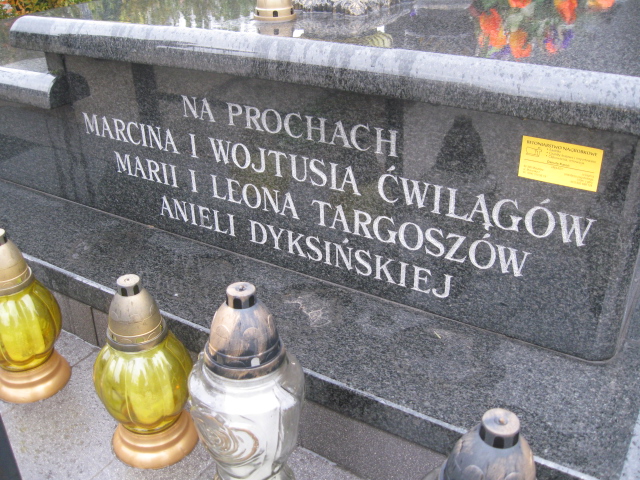 NA PROCHACH
MARCINA I WOJTUSIA ĆWILĄGÓW
MARII I LEONA TARGOSZÓW
ANIELI DYKSIŃSKIEJ